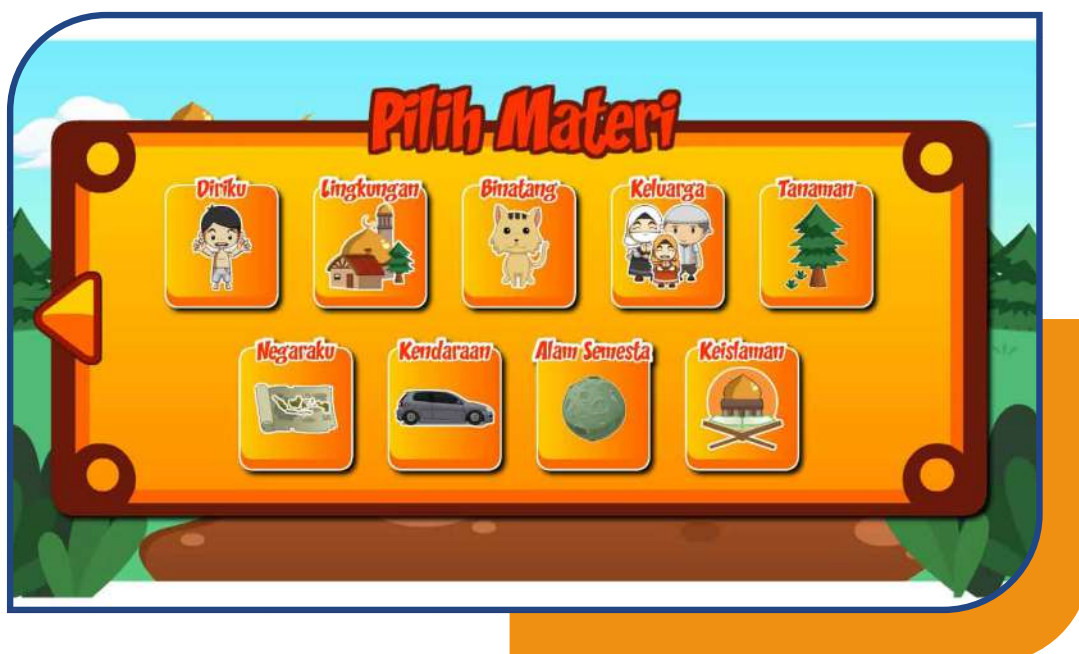 Pilih Materi
Diriku
Lingkungan
Binatang
Keluarga
Tanaman
Negaraku
Kendaraan
Alam Semesta
Keislaman